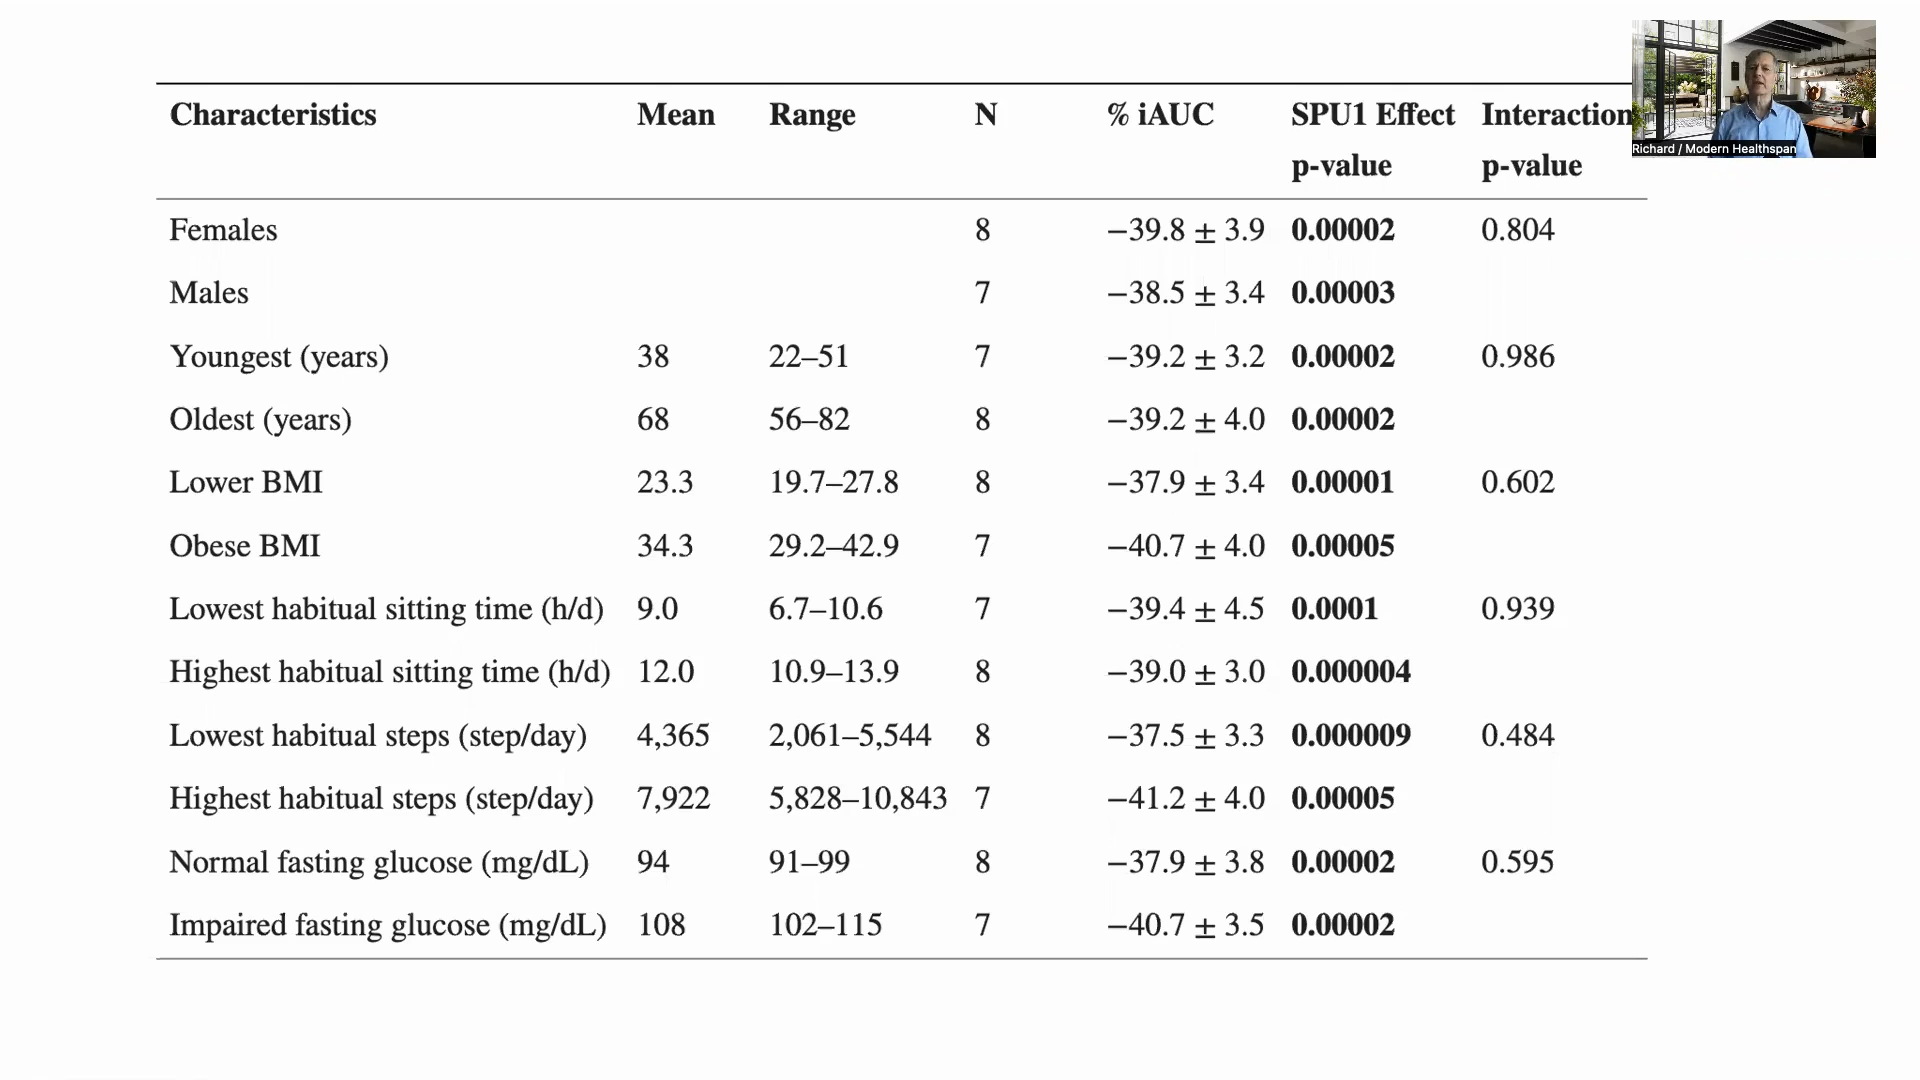 Characteristics Mean Range N % iAUC SPU1 Effect Interaction
p-value p-value
Richard / Modern Healthspan
Females 8 −39.8 ± 3.9 0.00002 0.804
Males 7 −38.5 ± 3.4 0.00003
Youngest (years) 38 22–51 7 −39.2 ± 3.2 0.00002 0.986
Oldest (years) 68 56–82 8 −39.2 ± 4.0 0.00002
Lower BMI 23.3 19.7–27.8 8 −37.9 ± 3.4 0.00001 0.602
Obese BMI 34.3 29.2–42.9 7 −40.7 ± 4.0 0.00005
Lowest habitual sitting time (h/d) 9.0 6.7–10.6 7 −39.4 ± 4.5 0.0001 0.939
Highest habitual sitting time (h/d) 12.0 10.9–13.9 8 −39.0 ± 3.0 0.000004
Lowest habitual steps (step/day) 4,365 2,061–5,544 8 −37.5 ± 3.3 0.000009 0.484
Highest habitual steps (step/day) 7,922 5,828–10,843 7 −41.2 ± 4.0 0.00005
Normal fasting glucose (mg/dL) 94 91–99 8 −37.9 ± 3.8 0.00002 0.595
Impaired fasting glucose (mg/dL) 108 102–115 7 −40.7 ± 3.5 0.00002